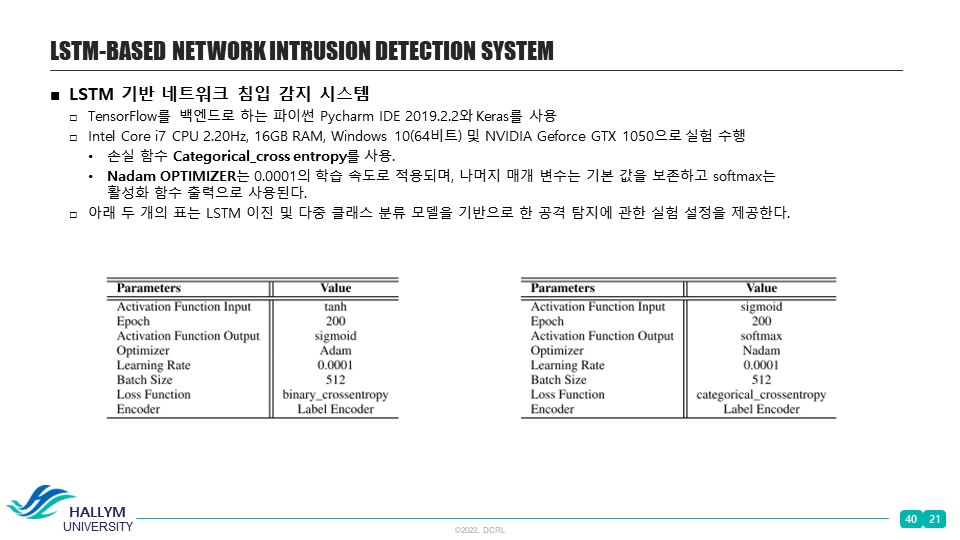 LSTM-BASED NETWORK INTRUSION DETECTION SYSTEM
■ LSTM 기반 네트워크 침입 감지 시스템
□ TensorFlow를 백엔드로 하는 파이썬 Pycharm IDE 2019.2.2와 Keras를 사용
□ Intel Core i7 CPU 2.20Hz, 16GB RAM, Windows 10(64비트) 및 NVIDIA Geforce GTX 1050으로 실험 수행
• 손실 함수 Categorical_cross entropy를 사용.
• Nadam OPTIMIZER는 0.0001의 학습 속도로 적용되며, 나머지 매개 변수는 기본 값을 보존하고 softmax는
활성화 함수 출력으로 사용된다.
□ 아래 두 개의 표는 LSTM 이진 및 다중 클래스 분류 모델을 기반으로 한 공격 탐지에 관한 실험 설정을 제공한다.
Parameters Value
Activation Function Input tanh
Epoch 200
Activation Function Output sigmoid
Optimizer Adam
Learning Rate 0.0001
Batch Size 512
Loss Function binary_crossentropy
Encoder Label Encoder
Parameters Value
Activation Function Input sigmoid
Epoch 200
Activation Function Output softmax
Optimizer Nadam
Learning Rate 0.0001
Batch Size 512
Loss Function categorical_crossentropy
Encoder Label Encoder
HALLYM
UNIVERSITY
©2022, DCRL
40 21